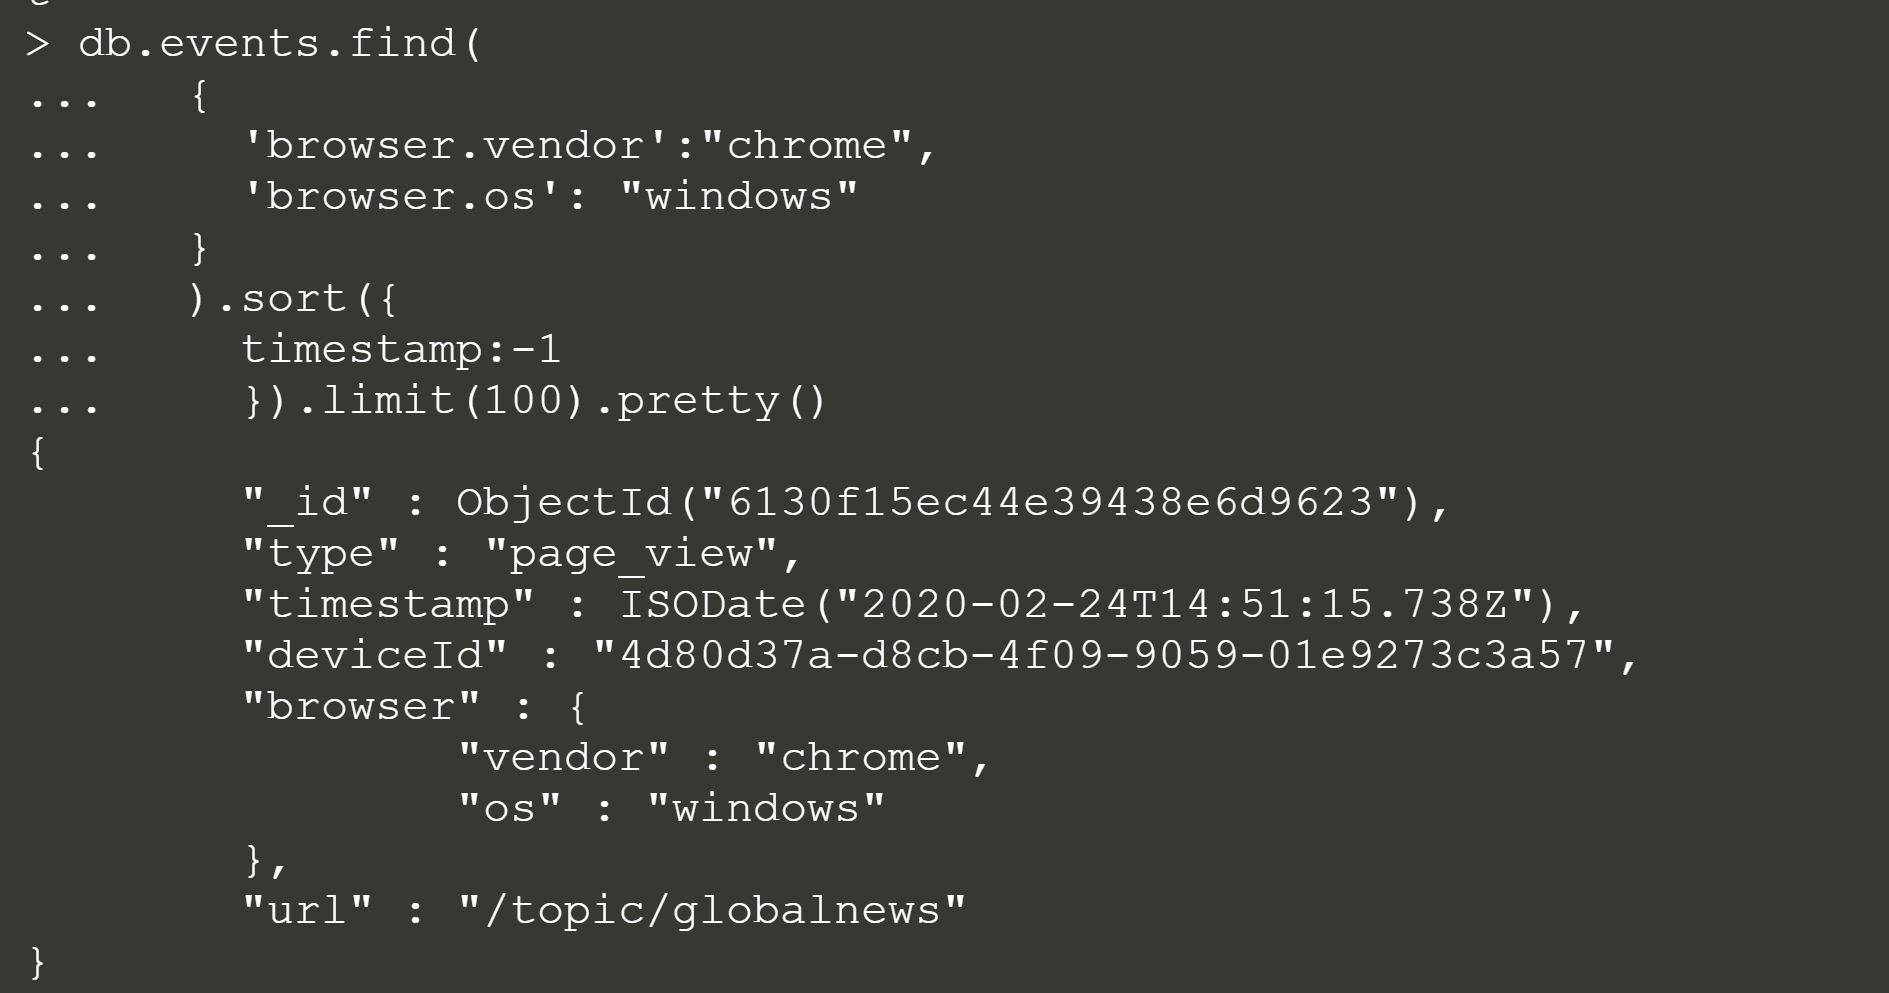 > db.events.find(
...   {
...     'browser.vendor':"chrome",
...     'browser.os': "windows"
...   }
...   ).sort({
...     timestamp:-1
...     }).limit(100).pretty()
{
        "_id" : ObjectId("6130f15ec44e39438e6d9623"),
        "type" : "page_view",
        "timestamp" : ISODate("2020-02-24T14:51:15.738Z"),
        "deviceId" : "4d80d37a-d8cb-4f09-9059-01e9273c3a57",
        "browser" : {
                "vendor" : "chrome",
                "os" : "windows"
        },
        "url" : "/topic/globalnews"
}